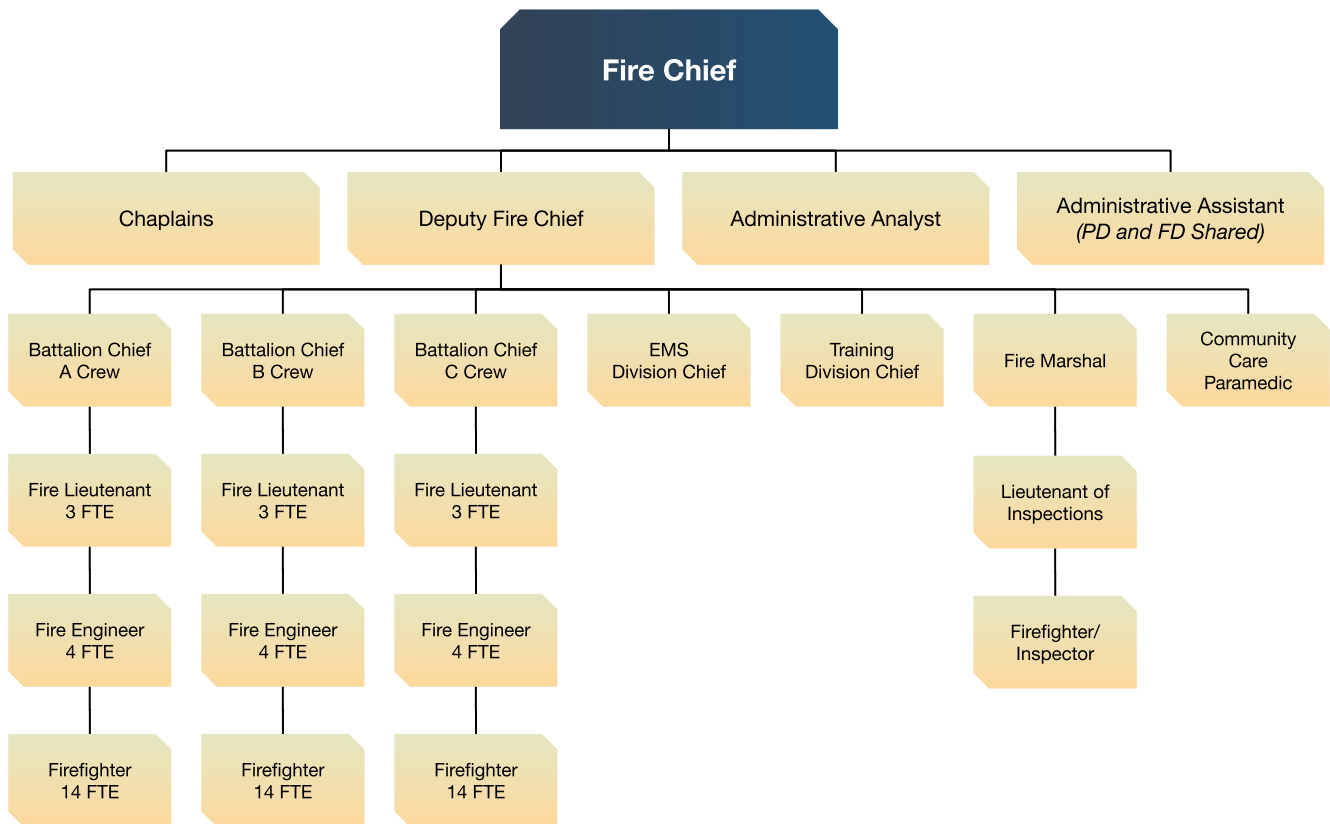 Fire Chief
Chaplains
Deputy Fire Chief
Administrative Analyst
Administrative Assistant
(PD and FD Shared)
Battalion Chief
A Crew
Battalion Chief
B Crew
Battalion Chief
C Crew
EMS
Division Chief
Training
Division Chief
Fire Marshal
Community
Care
Paramedic
Fire Lieutenant
3 FTE
Fire Lieutenant
3 FTE
Fire Lieutenant
3 FTE
Lieutenant of
Inspections
Fire Engineer
4 FTE
Fire Engineer
4 FTE
Fire Engineer
4 FTE
Firefighter/
Inspector
Firefighter
14 FTE
Firefighter
14 FTE
Firefighter
14 FTE